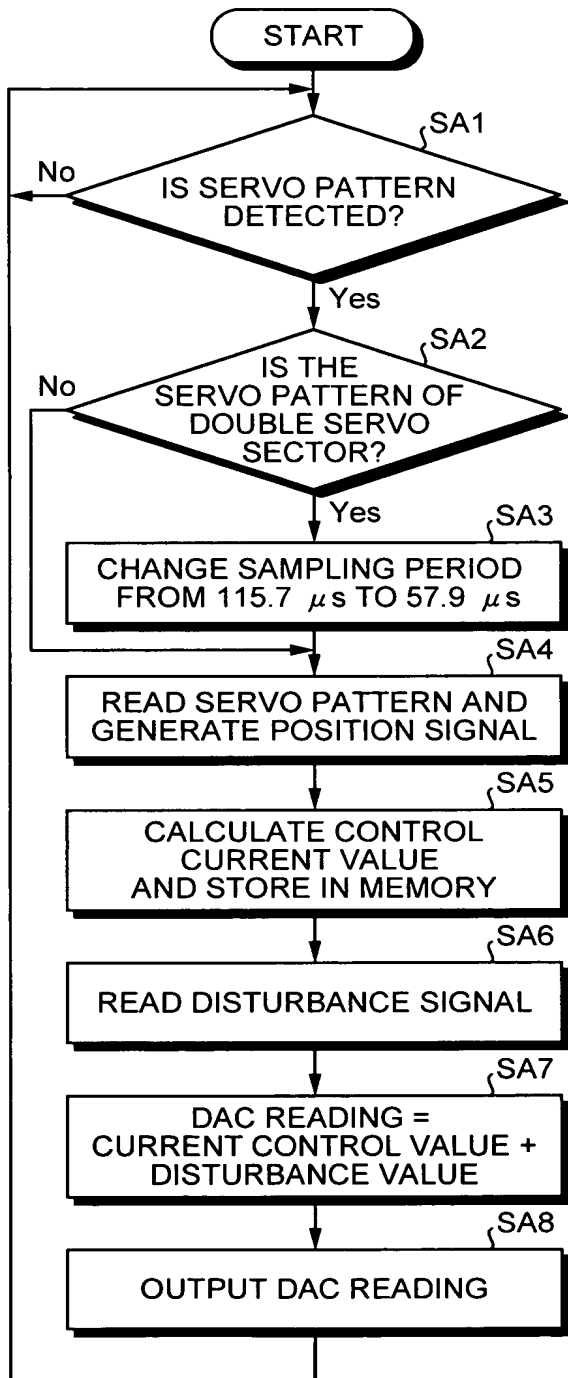 START
SA1
No
IS SERVO PATTERN
DETECTED?
Yes
SA2
No
IS THE
SERVO PATTERN OF
DOUBLE SERVO
SECTOR?
Yes
SA3
CHANGE SAMPLING PERIOD
FROM 115.7 μs TO 57.9 μs
SA4
READ SERVO PATTERN AND
GENERATE POSITION SIGNAL
SA5
CALCULATE CONTROL
CURRENT VALUE
AND STORE IN MEMORY
SA6
READ DISTURBANCE SIGNAL
SA7
DAC READING =
CURRENT CONTROL VALUE +
DISTURBANCE VALUE
SA8
OUTPUT DAC READING